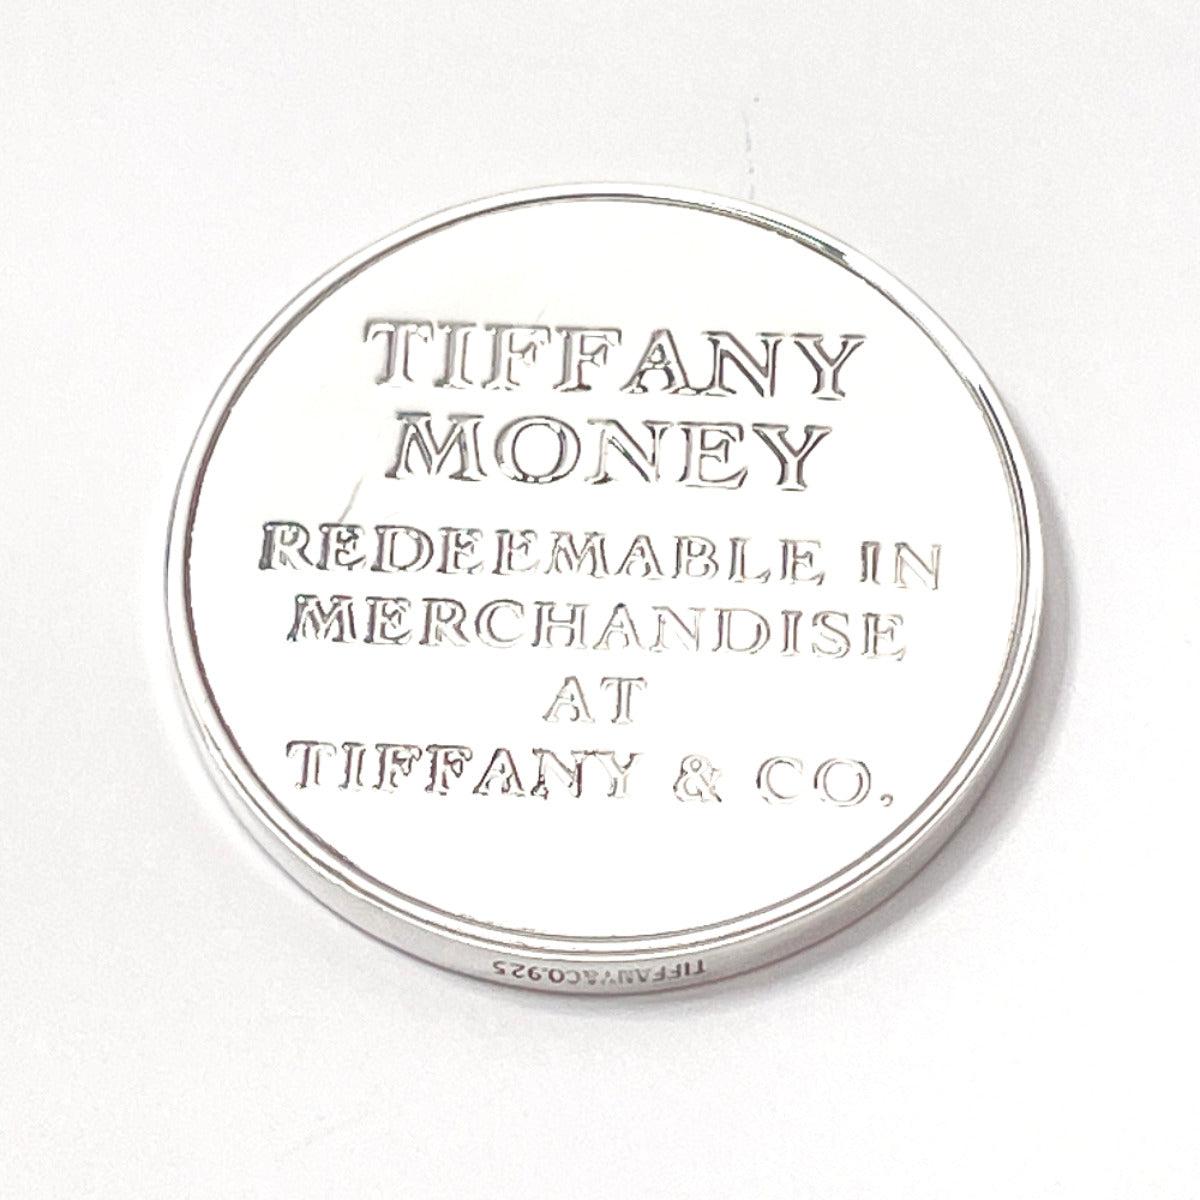 TIFFANY
MONEY
REDEEMABLE IN
MERCHANDISE
AT
TIFFANY & CO.
TIFFANY&CO.925